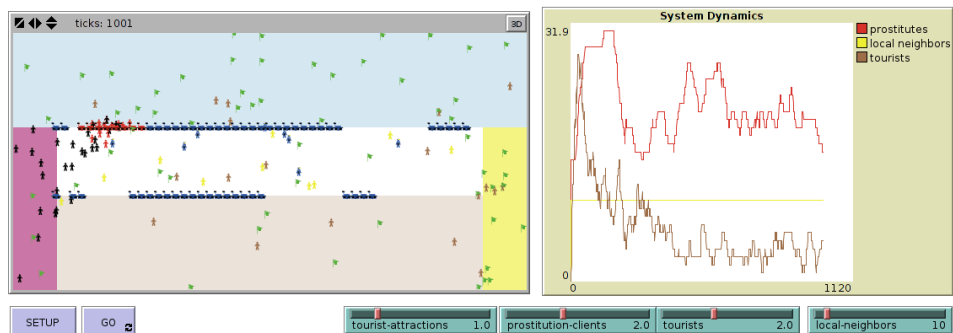 ticks: 1001
3D
System Dynamics
31.9
0
0
1120
prostitutes
local neighbors
tourists
SETUP
GO
tourist-attractions 1.0
prostitution-clients 2.0
tourists 2.0
local-neighbors 10